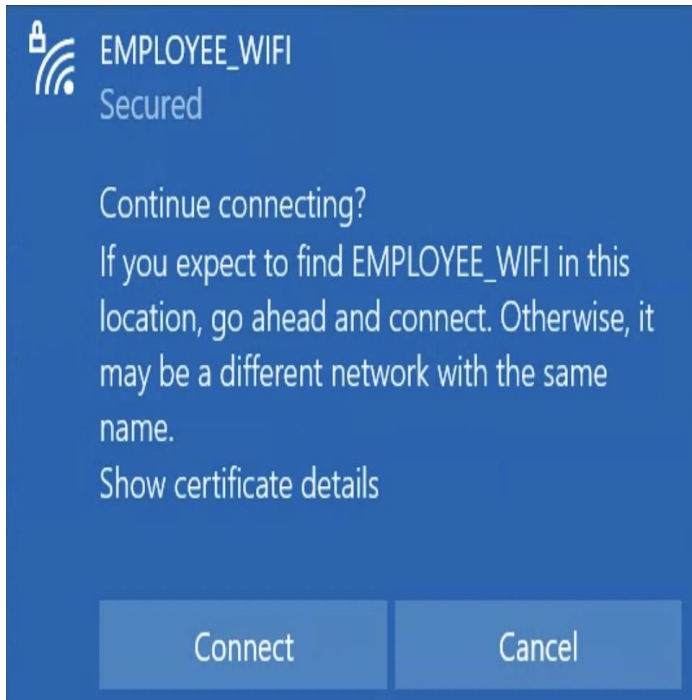 EMPLOYEE_WIFI
Secured
Continue connecting?
If you expect to find EMPLOYEE_WIFI in this
location, go ahead and connect. Otherwise, it
may be a different network with the same
name.
Show certificate details
Connect
Cancel